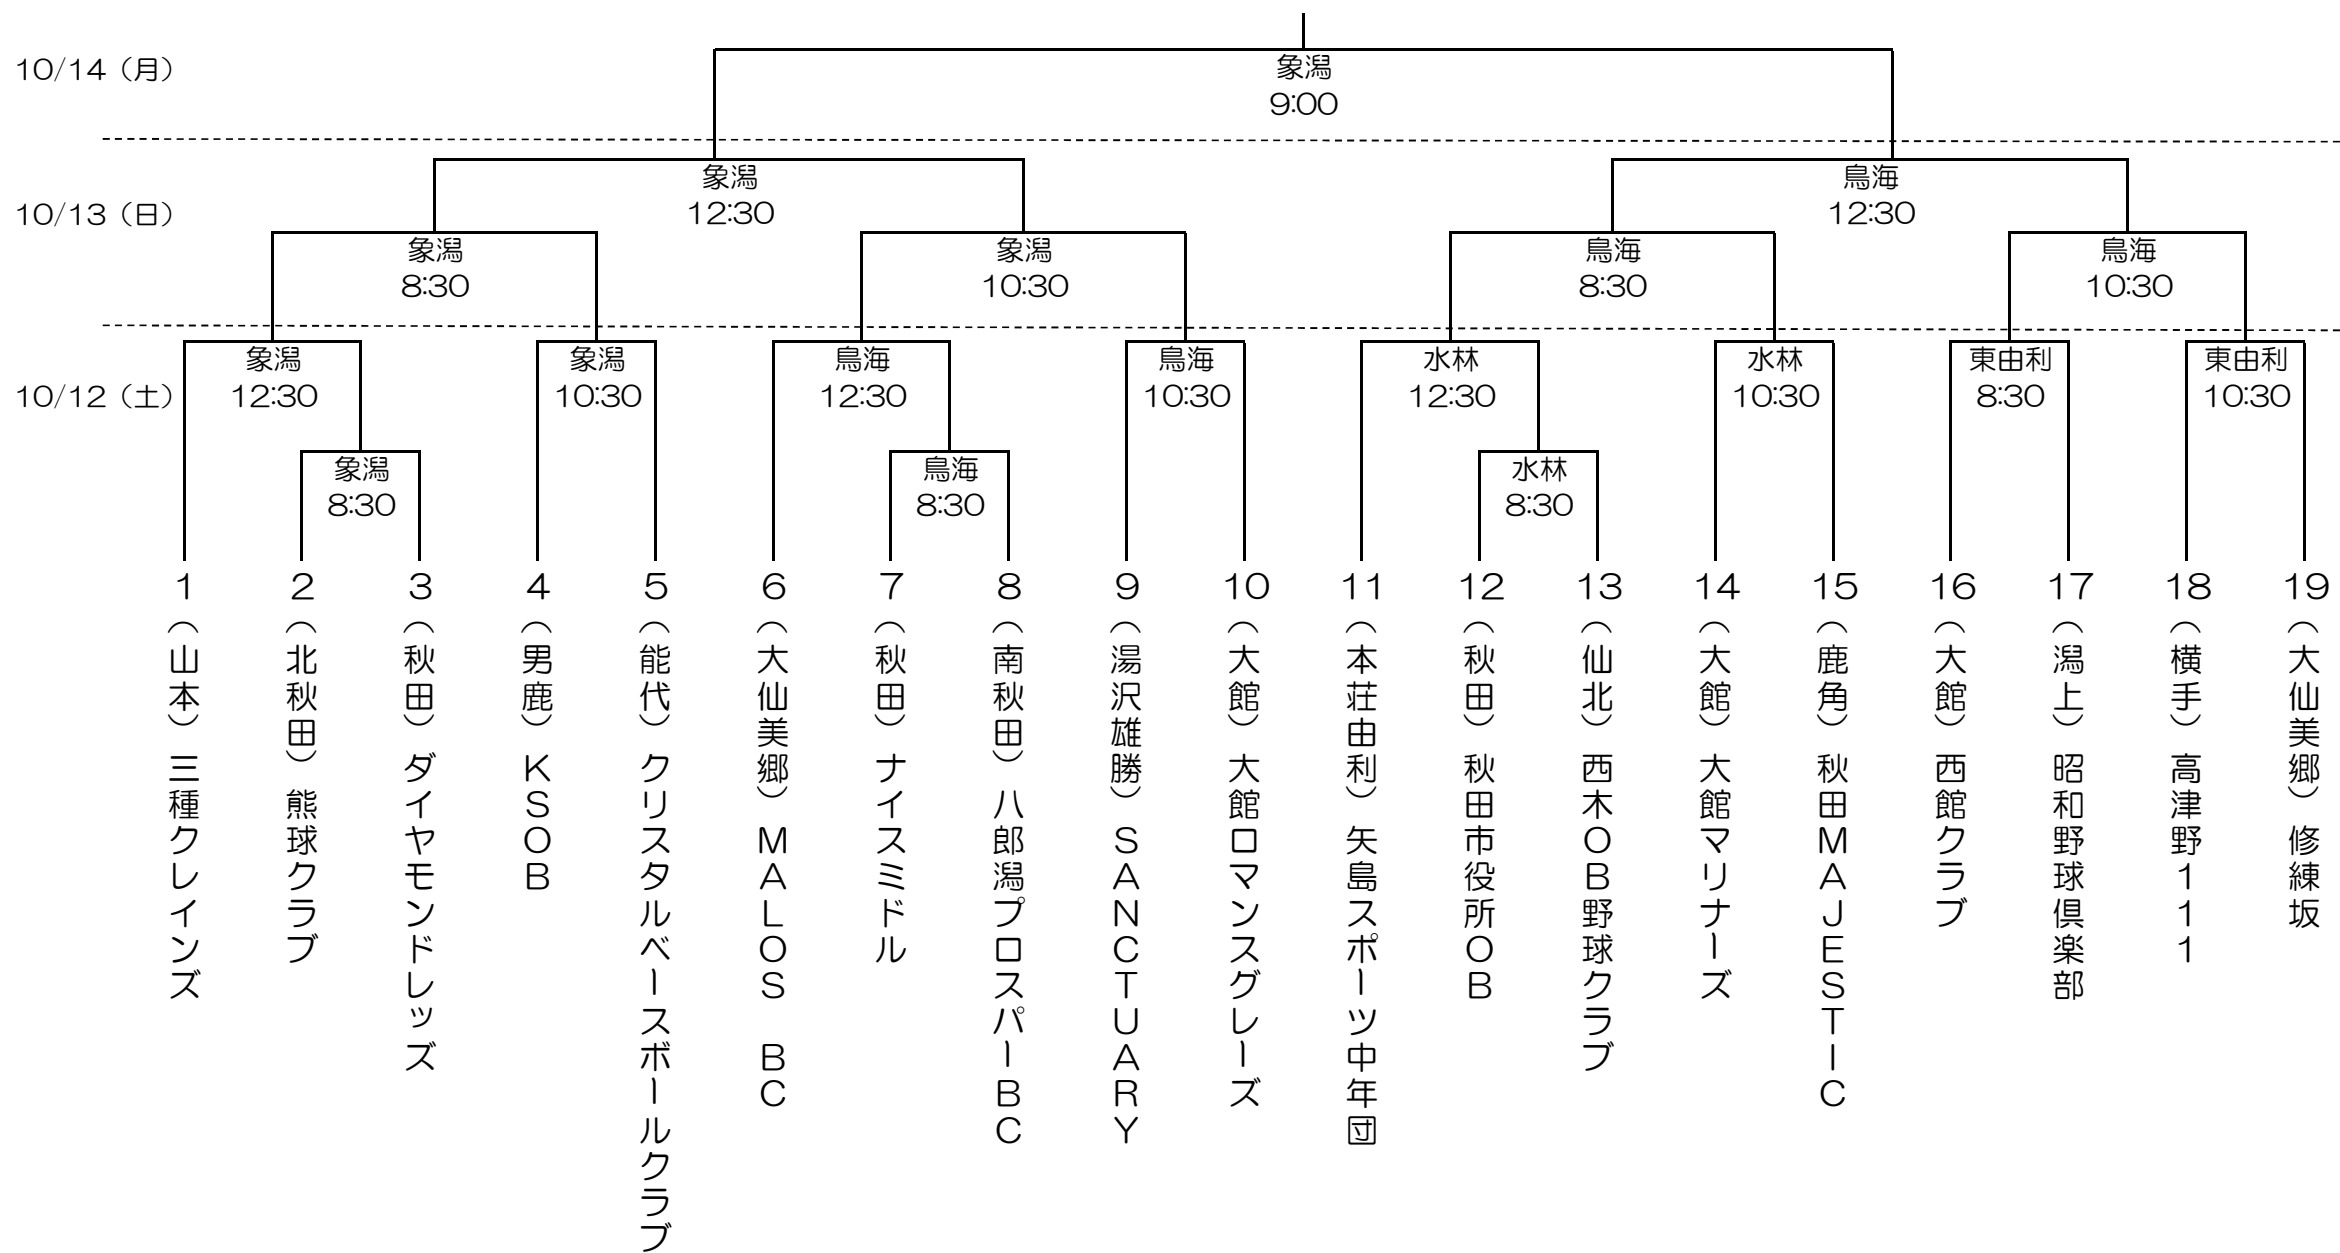 10/14（月）
象潟
9:00
10/13（日）
象潟
12:30
鳥海
12:30
象潟
8:30
象潟
10:30
鳥海
8:30
鳥海
10:30
10/12（土）
象潟
12:30
象潟
10:30
鳥海
12:30
鳥海
10:30
水林
12:30
水林
10:30
東由利
8:30
東由利
10:30
象潟
8:30
鳥海
8:30
水林
8:30
1
（山本）三種クレインズ
2
（北秋田）熊球クラブ
3
（秋田）ダイヤモンドレッズ
4
（男鹿）KSOB
5
（能代）クリスタルベースボールクラブ
6
（大仙美郷）MALOS BC
7
（秋田）ナイスミドル
8
（南秋田）八郎潟プロスパーBC
9
（湯沢雄勝）SANCTUARY
10
（大館）大館ロマンスグレーズ
11
（本荘由利）矢島スポーツ中年団
12
（秋田）秋田市役所OB
13
（仙北）西木OB野球クラブ
14
（大館）大館マリナーズ
15
（鹿角）秋田MAJESTIC
16
（大館）西館クラブ
17
（潟上）昭和野球倶楽部
18
（横手）高津野111
19
（大仙美郷）修練坂